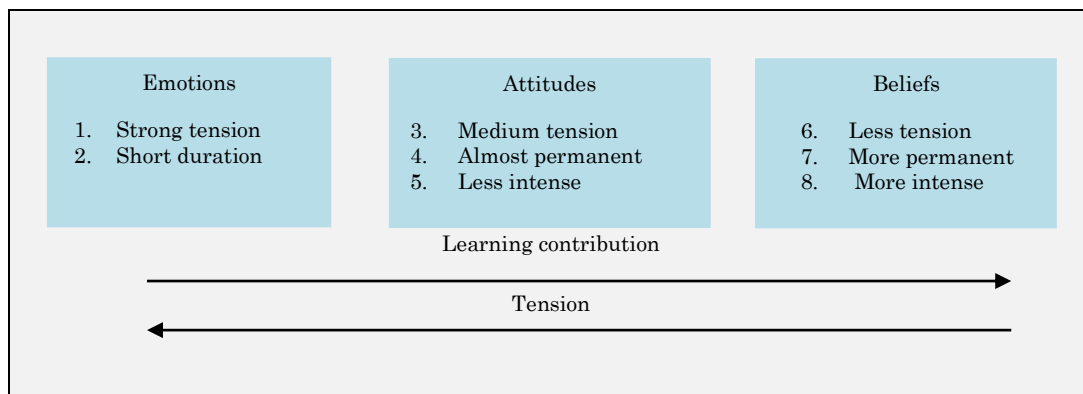 Emotions
1. Strong tension
2. Short duration
Attitudes
3. Medium tension
4. Almost permanent
5. Less intense
Beliefs
6. Less tension
7. More permanent
8. More intense
Learning contribution
Tension